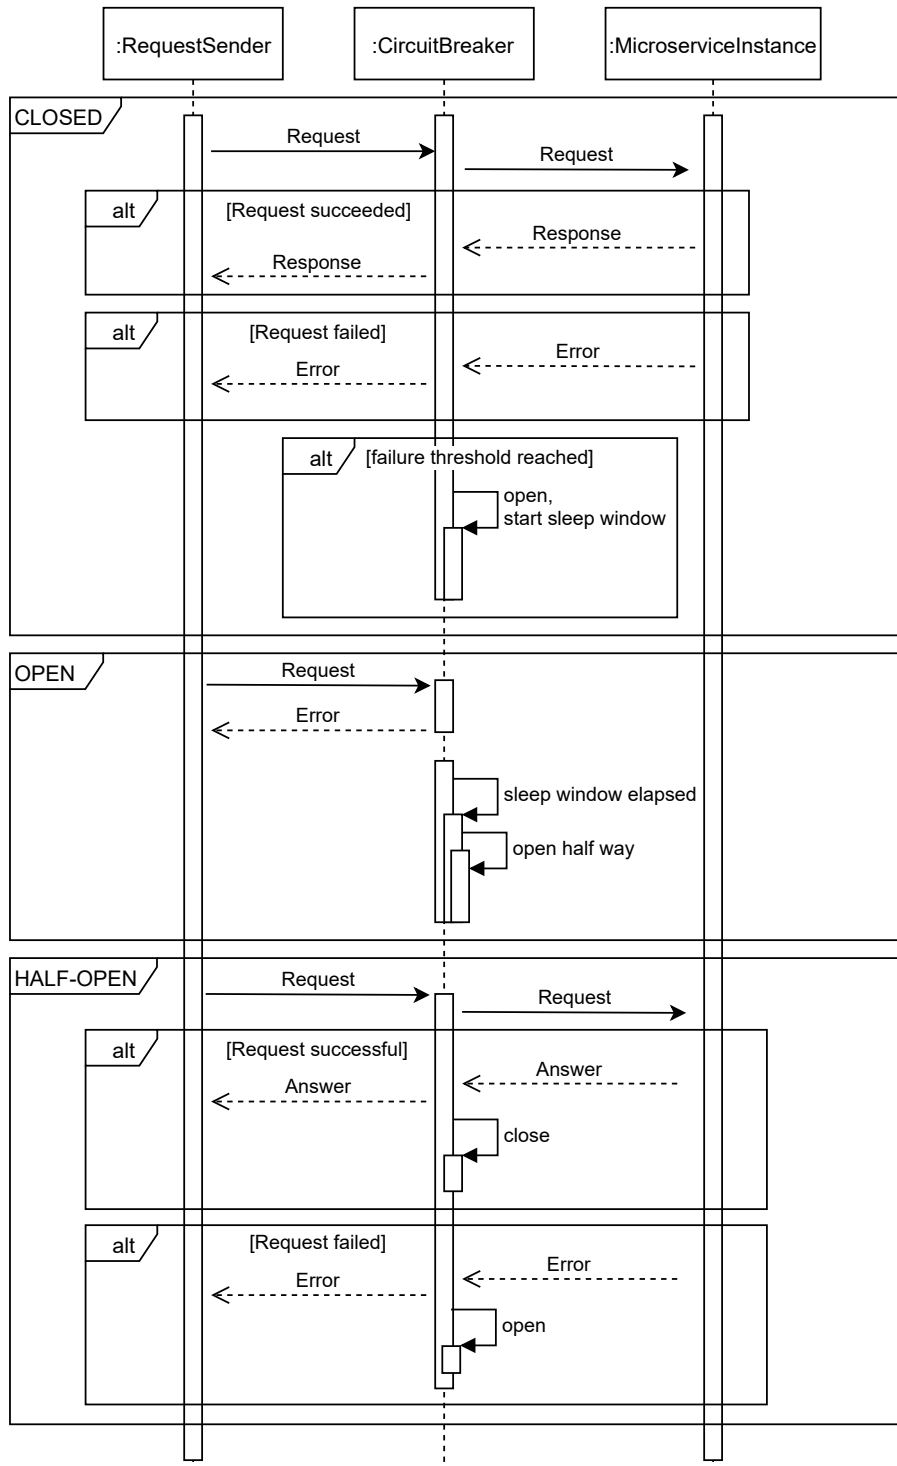 :RequestSender
:CircuitBreaker
:MicroserviceInstance
CLOSED
Request
Request
alt
[Request succeeded]
Response
Response
alt
[Request failed]
Error
Error
alt
[failure threshold reached]
open,
start sleep window
OPEN
Request
Error
sleep window elapsed
open half way
HALF-OPEN
Request
Request
alt
[Request successful]
Answer
Answer
close
alt
[Request failed]
Error
Error
open